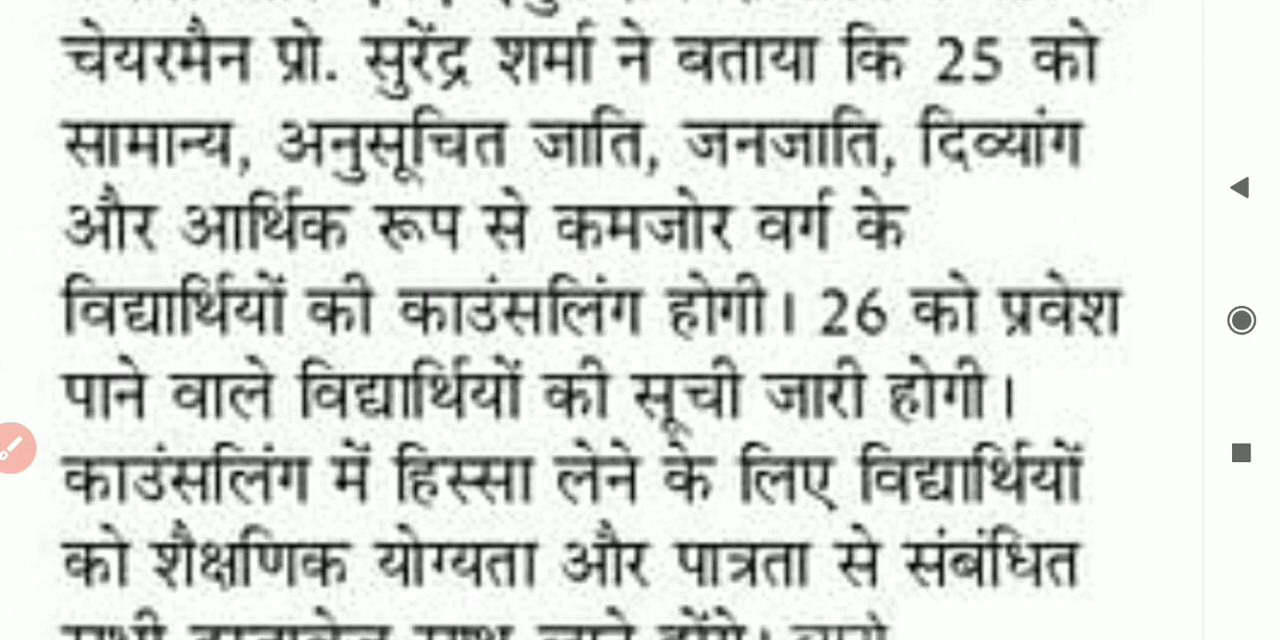 चेयरमैन प्रो. सुरेंद्र शर्मा ने बताया कि 25 को
सामान्य, अनुसूचित जाति, जनजाति, दिव्यांग
और आर्थिक रूप से कमजोर वर्ग के
विद्यार्थियों की काउंसलिंग होगी। 26 को प्रवेश
पाने वाले विद्यार्थियों की सूची जारी होगी।
काउंसलिंग में हिस्सा लेने के लिए विद्यार्थियों
को शैक्षणिक योग्यता और पात्रता से संबंधित